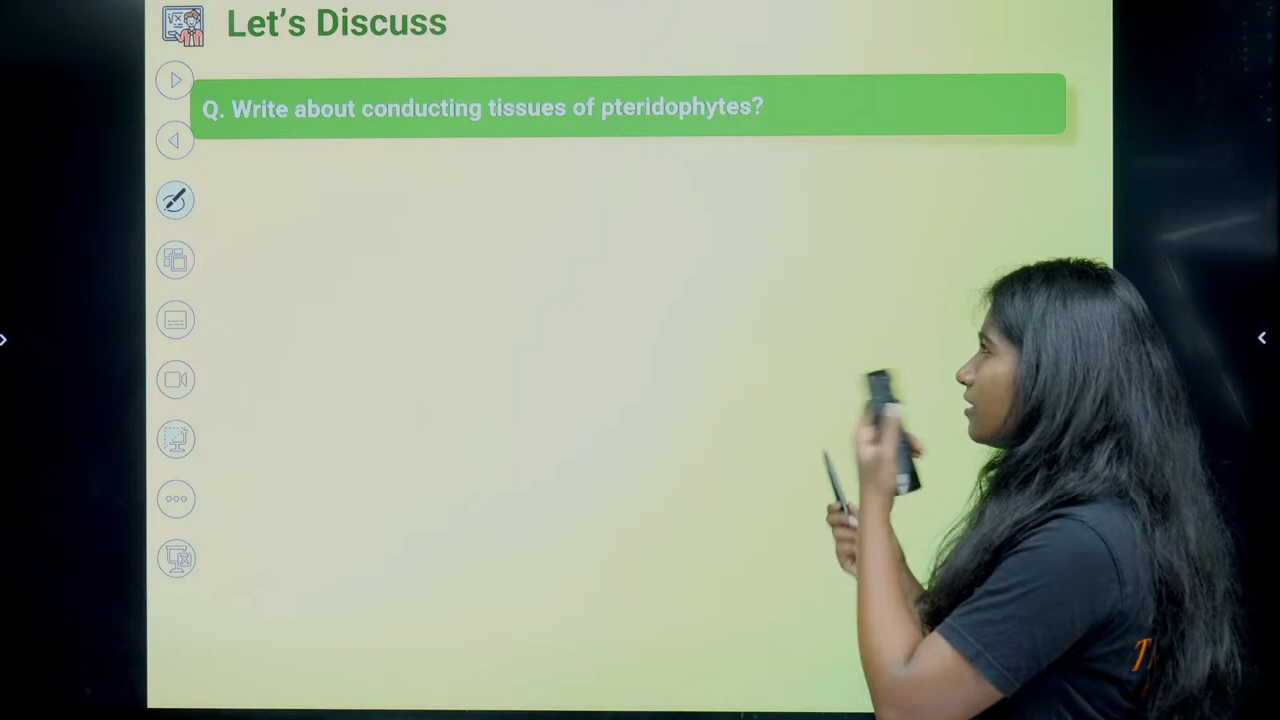 Let's Discuss
Q. Write about conducting tissues of pteridophytes?